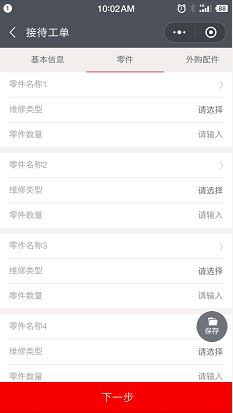 1 10:02AM 88
接待工单
基本信息 零件 外购配件
零件名称1
维修类型 请选择
零件数量 请输入
零件名称2
维修类型 请选择
零件数量 请输入
零件名称3
维修类型 请选择
零件数量 请输入
零件名称4
保存
维修类型 请选择
零件数量 请输入
下一步